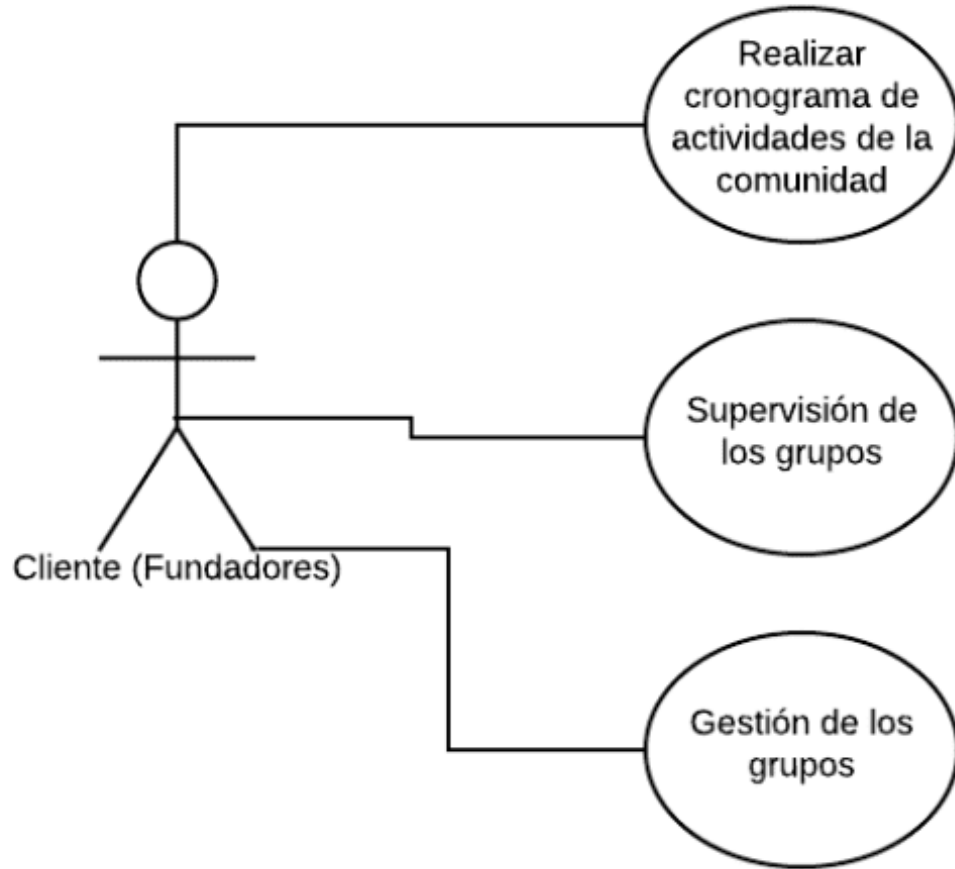 Realizar
cronograma de
actividades de la
comunidad
Supervisión de
los grupos
Cliente (Fundadores)
Gestión de los
grupos